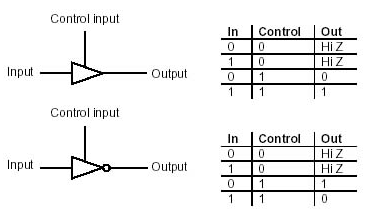 Control input
Input
Output
In Control Out
0 0 Hi Z
1 0 Hi Z
0 1 0
1 1 1
Control input
Input
Output
In Control Out
0 0 Hi Z
1 0 Hi Z
0 1 1
1 1 0